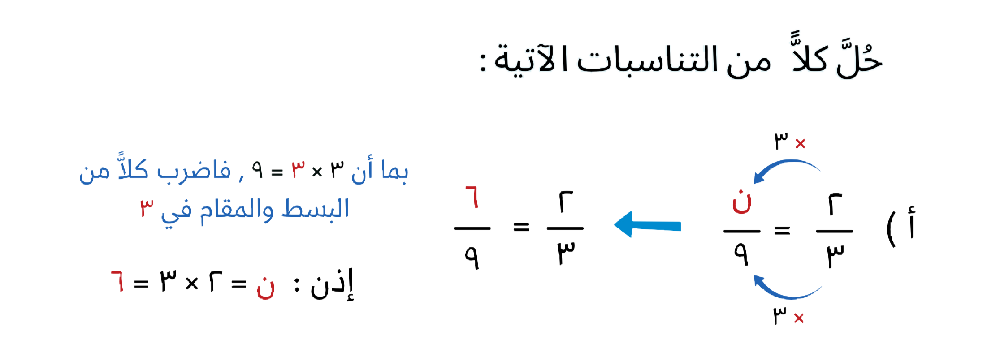 حُلَّ كلاًّ من التناسبات الآتية :
× ٣
أ ) ٢/٣ = ن/٩
× ٣
٢/٣ = ٦/٩
بما أن ٣ × ٣ = ٩ , فاضرب كلاًّ من
البسط والمقام في ٣
إذن : ن = ٢ × ٣ = ٦